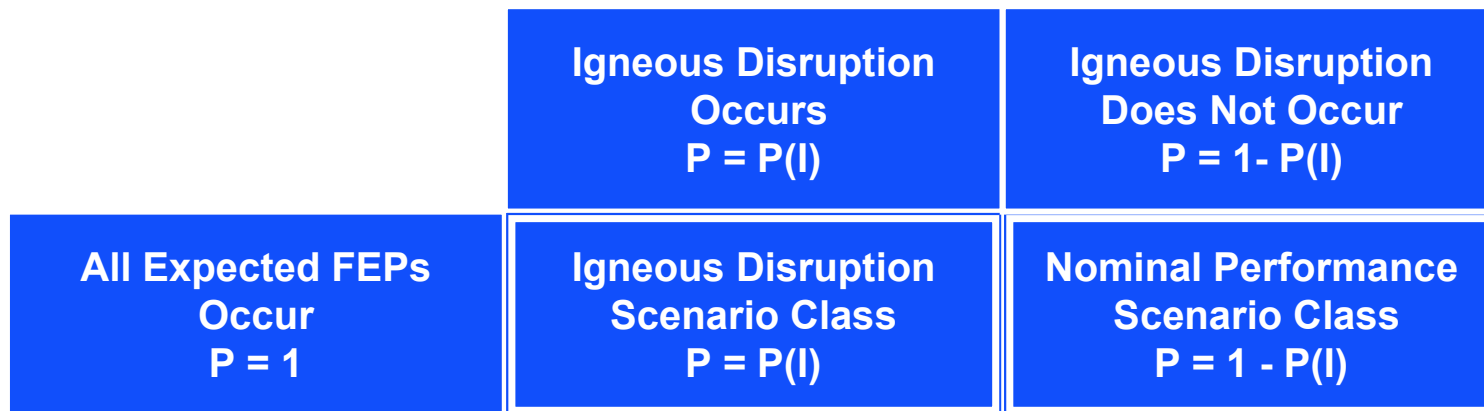 Igneous Disruption
Occurs
P = P(I)
Igneous Disruption
Does Not Occur
P = 1- P(I)
All Expected FEPs
Occur
P = 1
Igneous Disruption
Scenario Class
P = P(I)
Nominal Performance
Scenario Class
P = 1 - P(I)